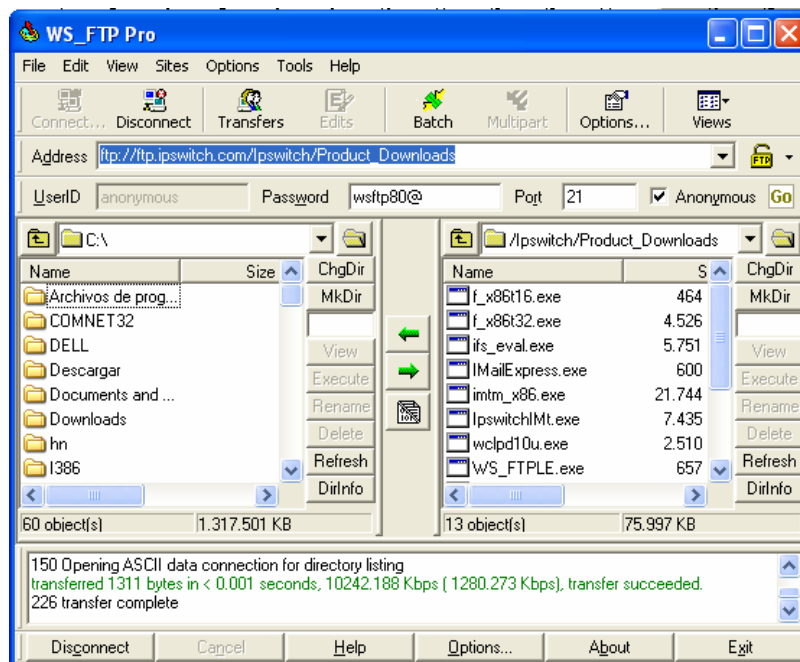 WS_FTP Pro
File Edit View Sites Options Tools Help
Connect... Disconnect Transfers Edits Batch Multipart Options... Views
Address ftp://ftp.ipswitch.com/Ipswitch/Product_Downloads FTP
UserID anonymous Password wsftp80@ Port 21 Anonymous Go
C:\
Name Size
Archivos de prog...
COMNET32
DELL
Descargar
Documents and ...
Downloads
hn
I386
60 object(s) 1.317.501 KB
ChgDir
MkDir
View
Execute
Rename
Delete
Refresh
DirInfo
/Ipswitch/Product_Downloads
Name S
f_x86t16.exe 464
f_x86t32.exe 4.526
ifs_eval.exe 5.751
IMailExpress.exe 600
imtm_x86.exe 21.744
IpswitchIMt.exe 7.435
wclpd10u.exe 2.510
WS_FTPLE.exe 657
13 object(s) 75.997 KB
ChgDir
MkDir
View
Execute
Rename
Delete
Refresh
DirInfo
150 Opening ASCII data connection for directory listing
transferred 1311 bytes in < 0.001 seconds, 10242.188 Kbps ( 1280.273 Kbps), transfer succeeded.
226 transfer complete
Disconnect Cancel Help Options... About Exit